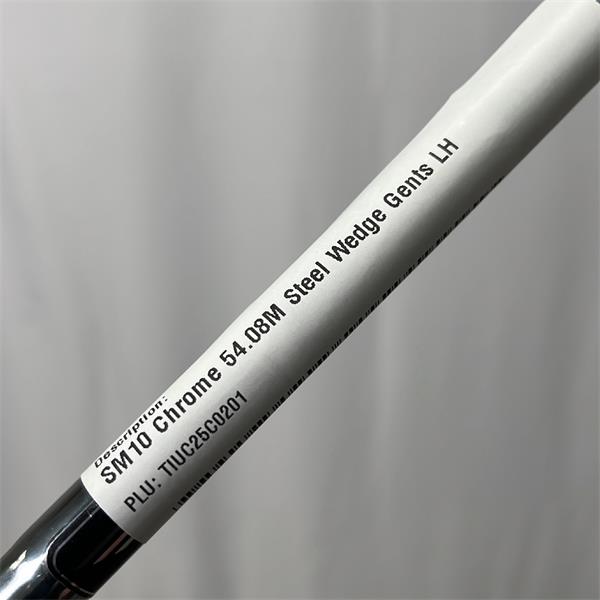 Description:
SM10 Chrome 54.08M Steel Wedge Gents LH
PLU: TIUC25C0201